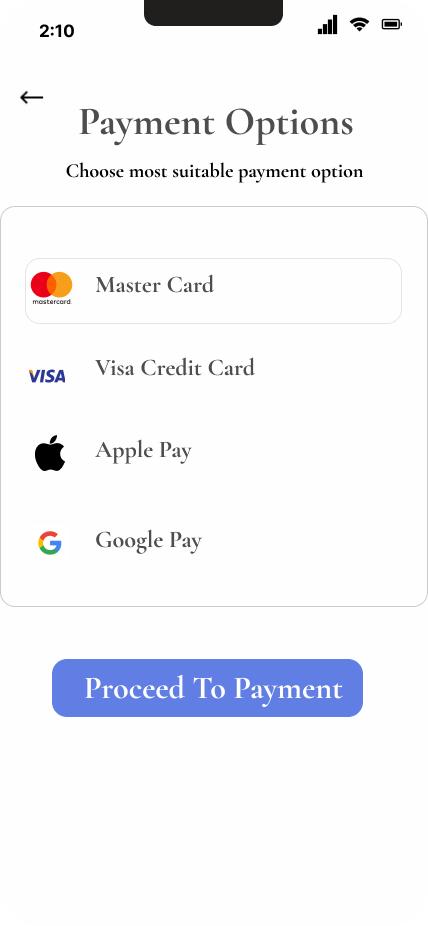 2:10
Payment Options
Choose most suitable payment option
mastercard.
Master Card
VISA
Visa Credit Card
Apple Pay
G
Google Pay
Proceed To Payment